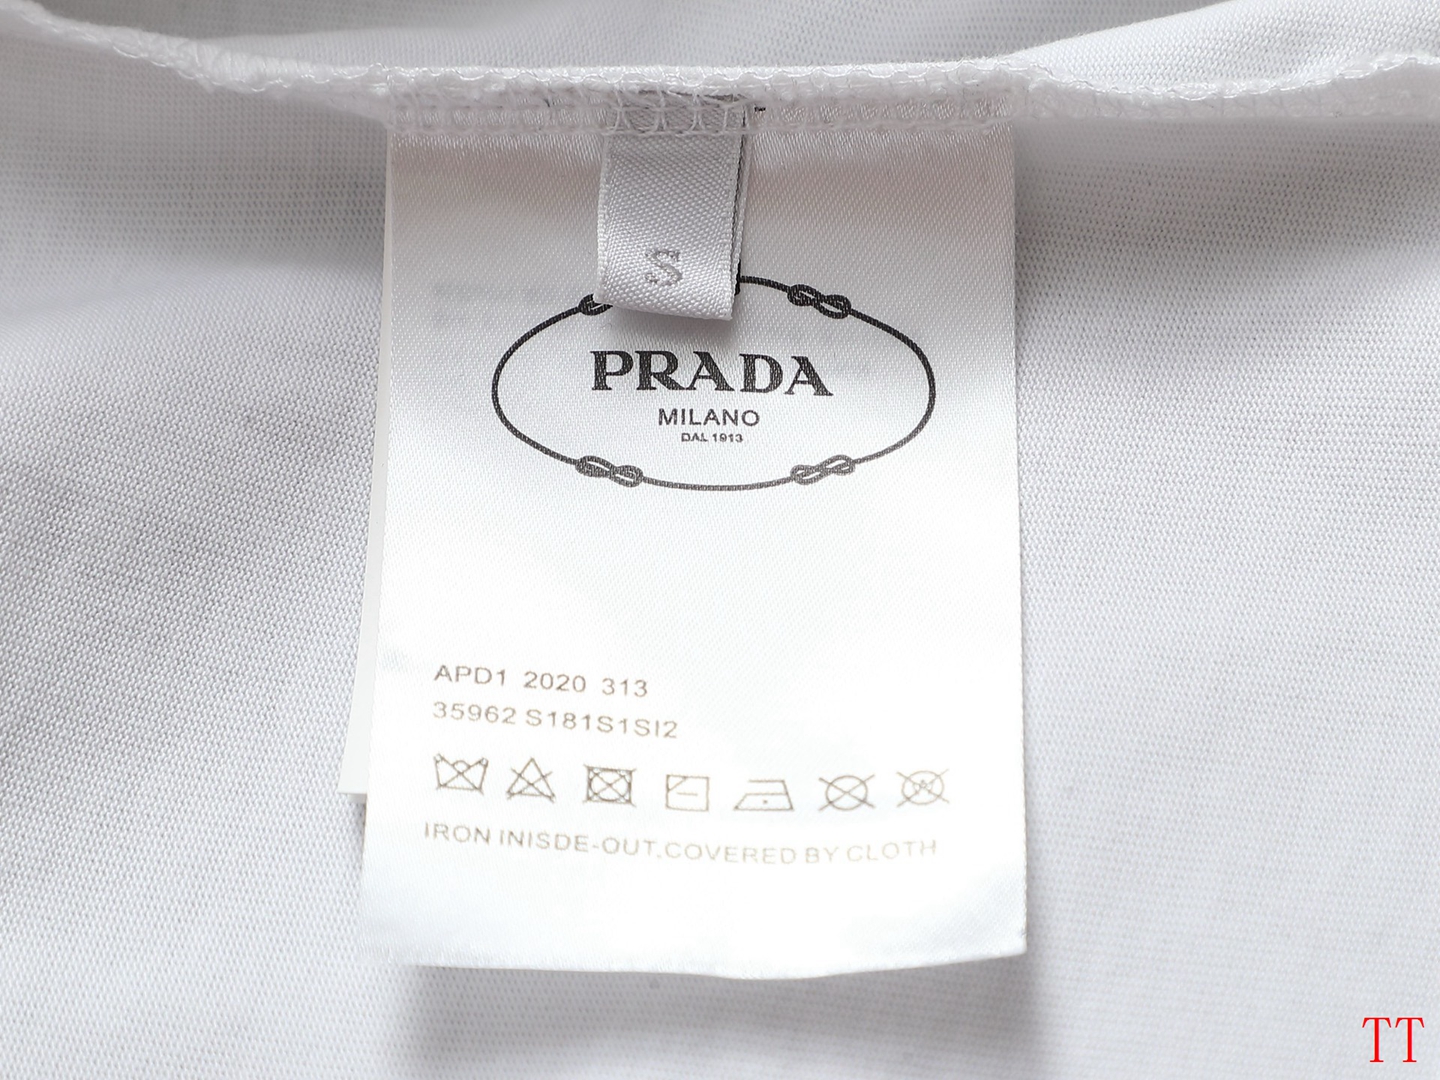 S
PRADA
MILANO
DAL 1913
APD1 2020 313
35962 S181S1SI2
IRON INISDE-OUT.COVERED BY CLOTH
TT